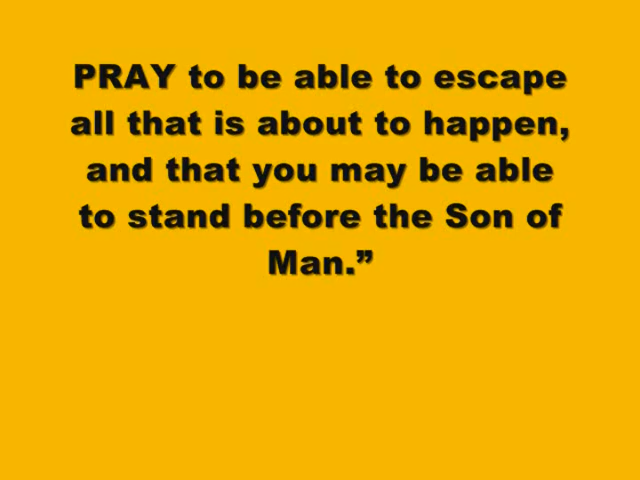 PRAY to be able to escape
all that is about to happen,
and that you may be able
to stand before the Son of
Man.”